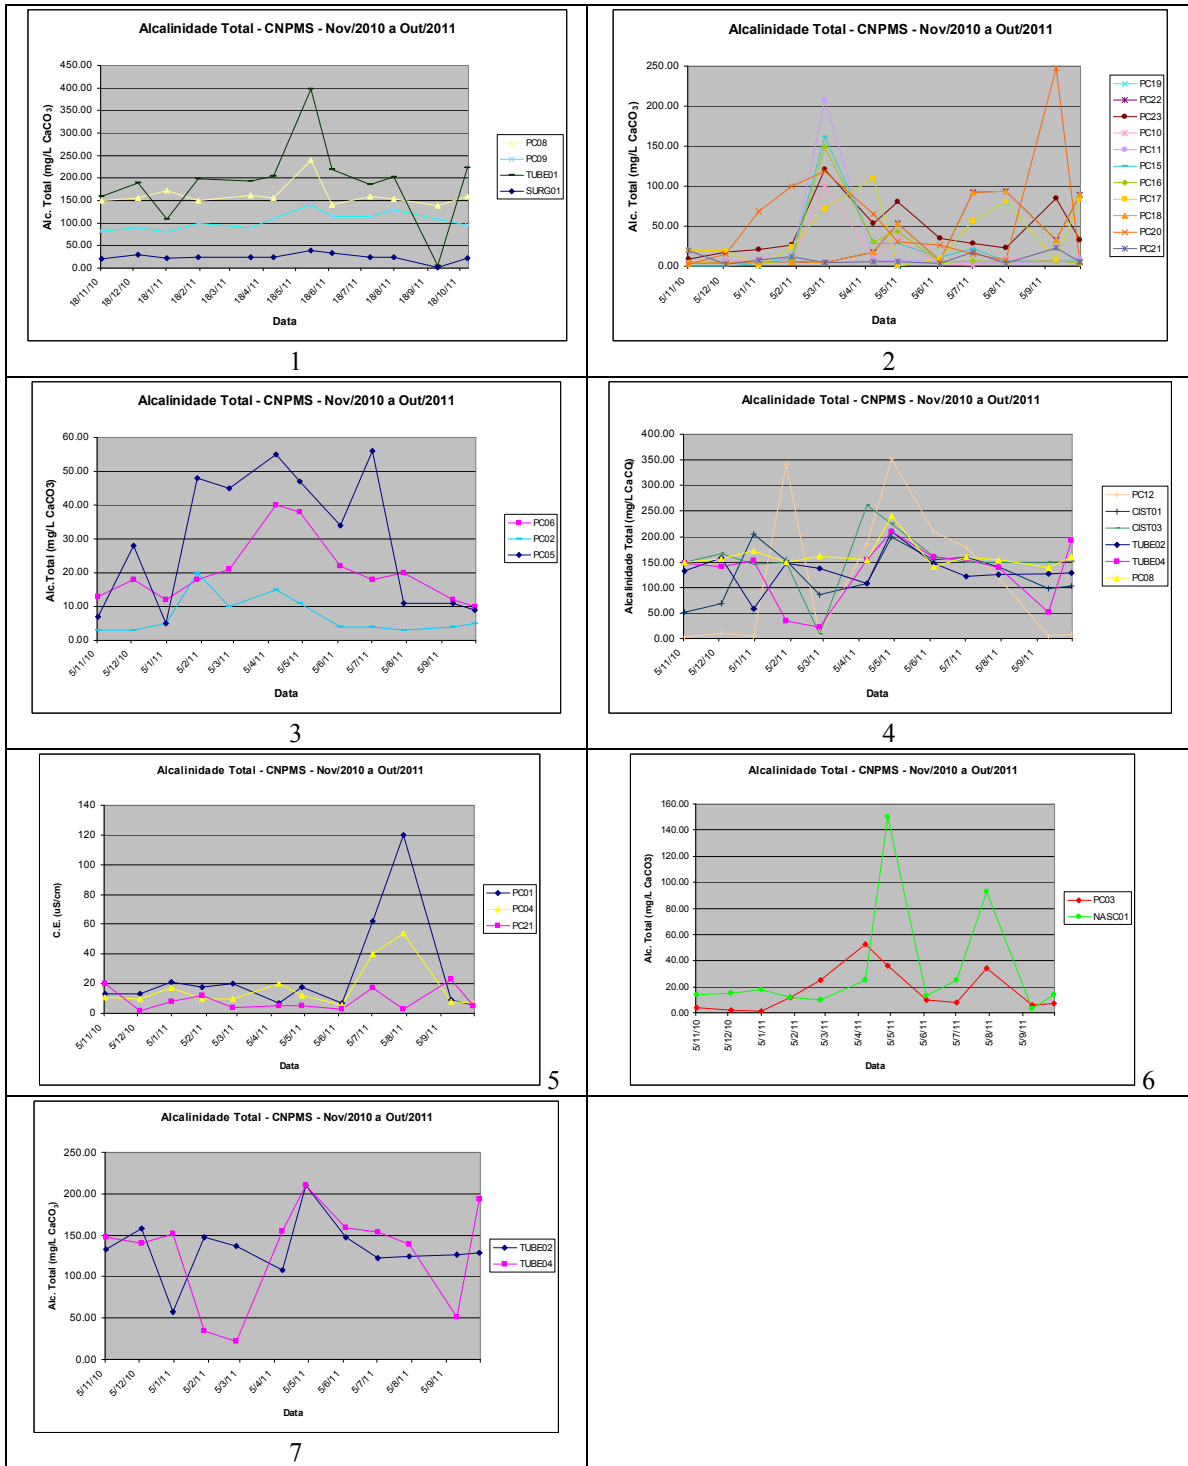 Alcalinidade Total - CNPMS - Nov/2010 a Out/2011
Alc. Total (mg/L CaCO3)
450.00
400.00
350.00
300.00
250.00
200.00
150.00
100.00
50.00
0.00
18/11/10 18/12/10 18/1/11 18/2/11 18/3/11 18/4/11 18/5/11 18/6/11 18/7/11 18/8/11 18/9/11 18/10/11
Data
PC08
PC09
TUBE01
SURG01
1
Alcalinidade Total - CNPMS - Nov/2010 a Out/2011
Alc. Total (mg/L CaCO3)
250.00
200.00
150.00
100.00
50.00
0.00
5/11/10 5/12/10 5/1/11 5/2/11 5/3/11 5/4/11 5/5/11 5/6/11 5/7/11 5/8/11 5/9/11
Data
PC19
PC22
PC23
PC10
PC11
PC15
PC16
PC17
PC18
PC20
PC21
2
Alcalinidade Total - CNPMS - Nov/2010 a Out/2011
Alc.Total (mg/L CaCO3)
60.00
50.00
40.00
30.00
20.00
10.00
0.00
5/11/10 5/12/10 5/1/11 5/2/11 5/3/11 5/4/11 5/5/11 5/6/11 5/7/11 5/8/11 5/9/11
Data
PC06
PC02
PC05
3
Alcalinidade Total - CNPMS - Nov/2010 a Out/2011
Alcalinidade Total (mg/L CaCO)
400.00
350.00
300.00
250.00
200.00
150.00
100.00
50.00
0.00
5/11/10 5/12/10 5/1/11 5/2/11 5/3/11 5/4/11 5/5/11 5/6/11 5/7/11 5/8/11 5/9/11
Data
PC12
CIST01
CIST03
TUBE02
TUBE04
PC08
4
Alcalinidade Total - CNPMS - Nov/2010 a Out/2011
C.E. (uS/cm)
140
120
100
80
60
40
20
0
5/11/10 5/12/10 5/1/11 5/2/11 5/3/11 5/4/11 5/5/11 5/6/11 5/7/11 5/8/11 5/9/11
Data
PC01
PC04
PC21
5
Alcalinidade Total - CNPMS - Nov/2010 a Out/2011
Alc. Total (mg/L CaCO3)
160.00
140.00
120.00
100.00
80.00
60.00
40.00
20.00
0.00
5/11/10 5/12/10 5/1/11 5/2/11 5/3/11 5/4/11 5/5/11 5/6/11 5/7/11 5/8/11 5/9/11
Data
PC03
NASC01
6
Alcalinidade Total - CNPMS - Nov/2010 a Out/2011
Alc. Total (mg/L CaCO3)
250.00
200.00
150.00
100.00
50.00
0.00
5/11/10 5/12/10 5/1/11 5/2/11 5/3/11 5/4/11 5/5/11 5/6/11 5/7/11 5/8/11 5/9/11
Data
TUBE02
TUBE04
7